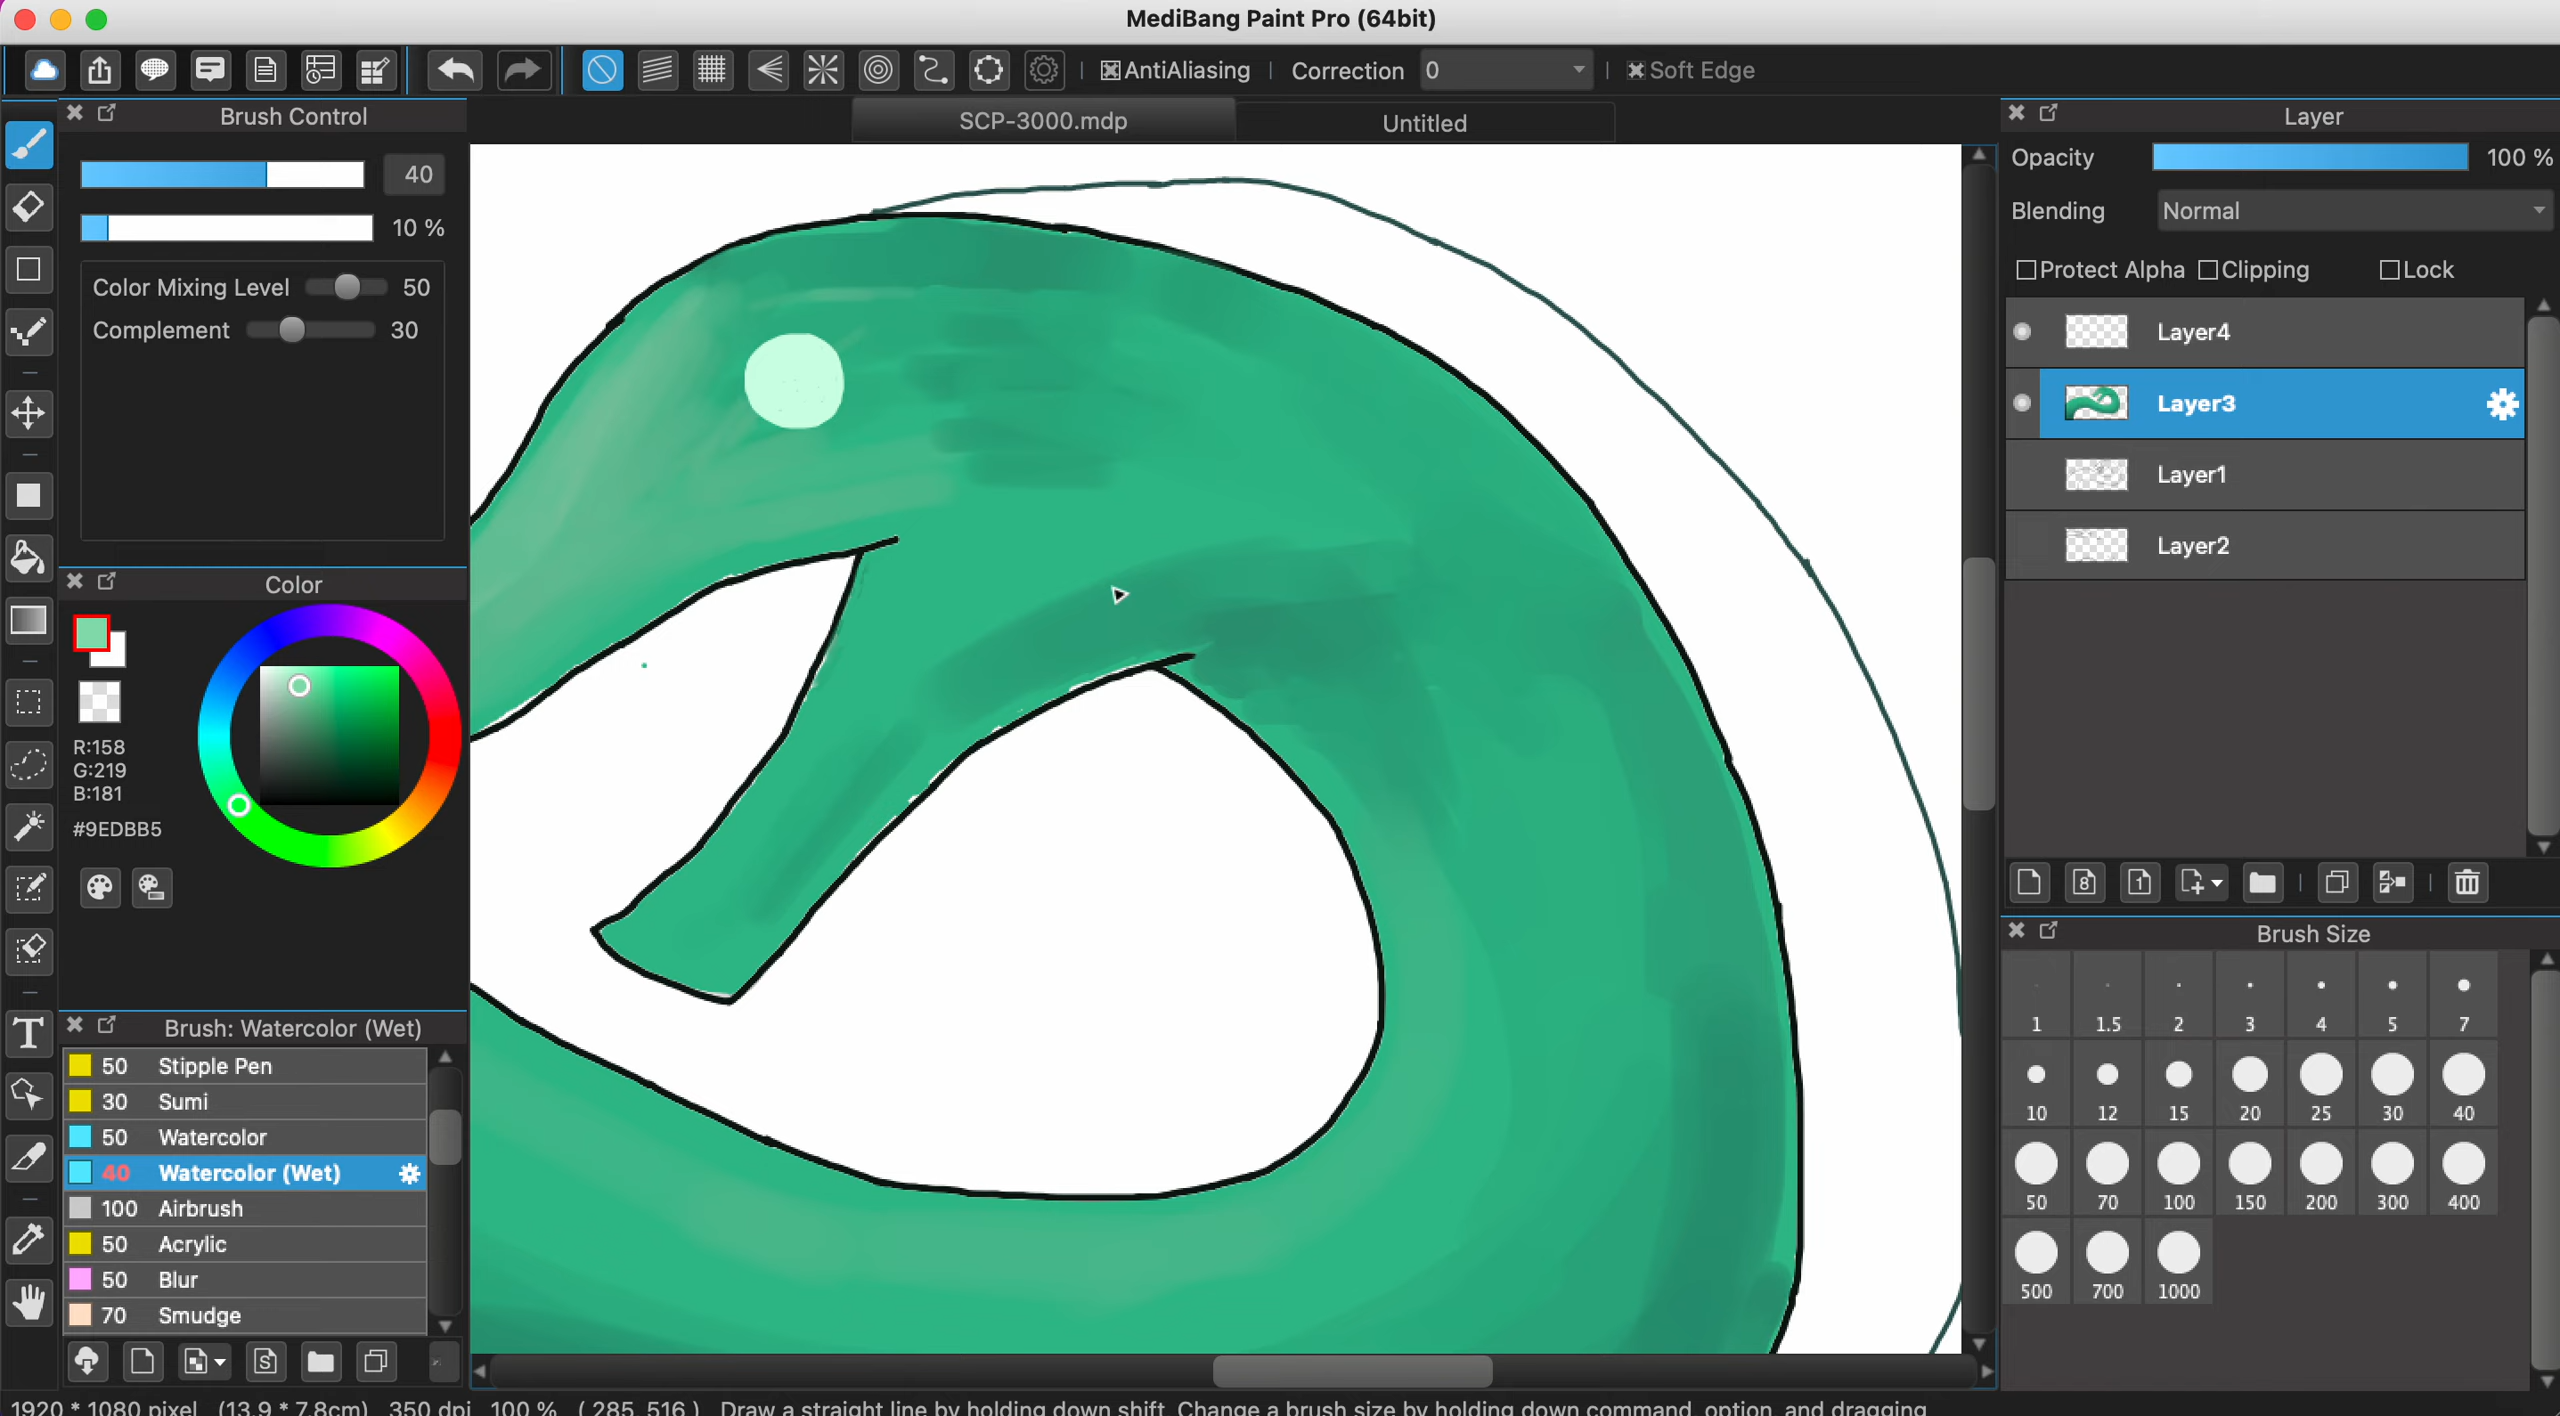 MediBang Paint Pro (64bit)
AntiAliasing
Correction
0
Soft Edge
SCP-3000.mdp
Untitled
Brush Control
40
10 %
Color Mixing Level 50
Complement 30
Color
R:158
G:219
B:181
#9EDBB5
Brush: Watercolor (Wet)
50 Stipple Pen
30 Sumi
50 Watercolor
40 Watercolor (Wet)
100 Airbrush
50 Acrylic
50 Blur
70 Smudge
T
Layer
Opacity 100 %
Blending Normal
Protect Alpha Clipping Lock
Layer4
Layer3
Layer1
Layer2
8 1
Brush Size
1 1.5 2 3 4 5 7
10 12 15 20 25 30 40
50 70 100 150 200 300 400
500 700 1000
S
1920 * 1080 pixel (13.9 * 7.8cm) 350 dpi 100 % ( 285, 516 ) Draw a straight line by holding down shift, Change a brush size by holding down command, option, and dragging